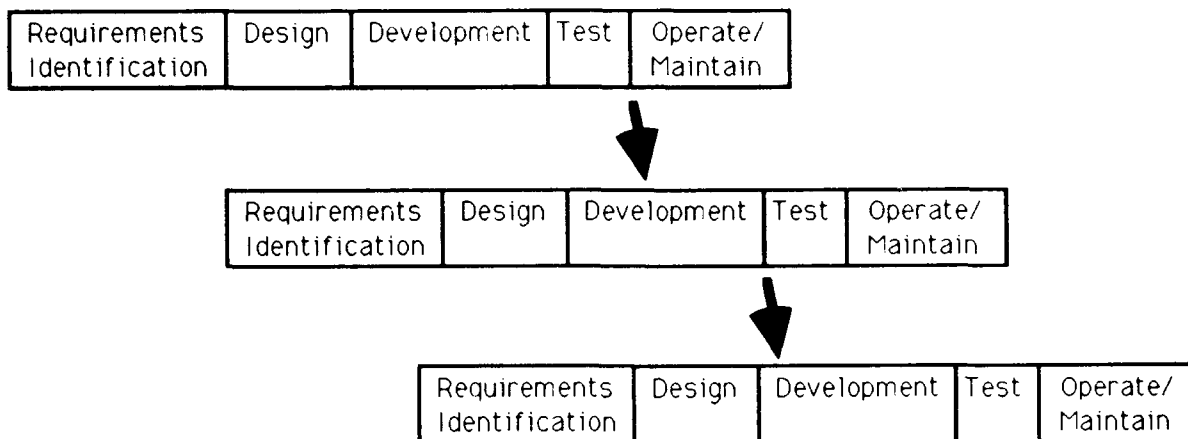 Requirements Design Development Test Operate/
Identification Maintain
Requirements Design Development Test Operate/
Identification Maintain
Requirements Design Development Test Operate/
Identification Maintain